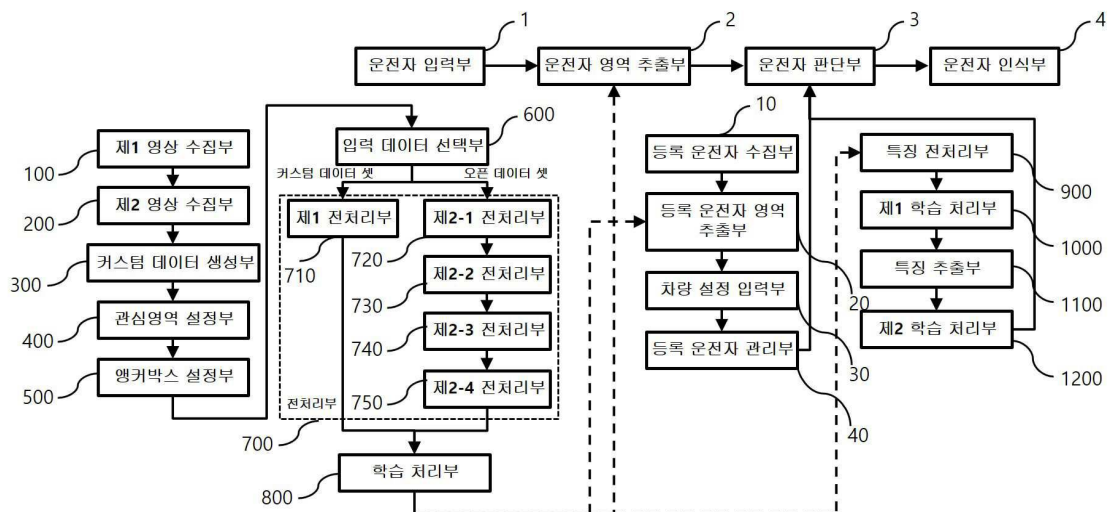 1
2
3
4
운전자 입력부
운전자 영역 추출부
운전자 판단부
운전자 인식부
600
입력 데이터 선택부
커스텀 데이터 셋
오픈 데이터 셋
제1 영상 수집부
100
제2 영상 수집부
200
커스텀 데이터 생성부
300
관심영역 설정부
400
앵커박스 설정부
500
제1 전처리부
710
제2-1 전처리부
720
제2-2 전처리부
730
제2-3 전처리부
740
제2-4 전처리부
750
전처리부
700
학습 처리부
800
10
등록 운전자 수집부
등록 운전자 영역
추출부
20
차량 설정 입력부
30
등록 운전자 관리부
40
특징 전처리부
900
제1 학습 처리부
1000
특징 추출부
1100
제2 학습 처리부
1200